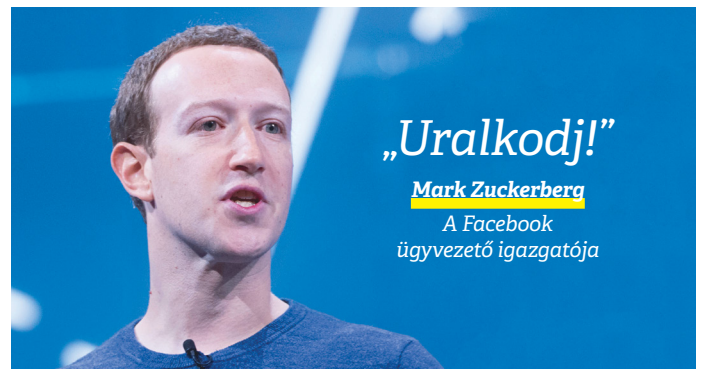 „Uralkodj!”
Mark Zuckerberg
A Facebook
ügyvezető igazgatója